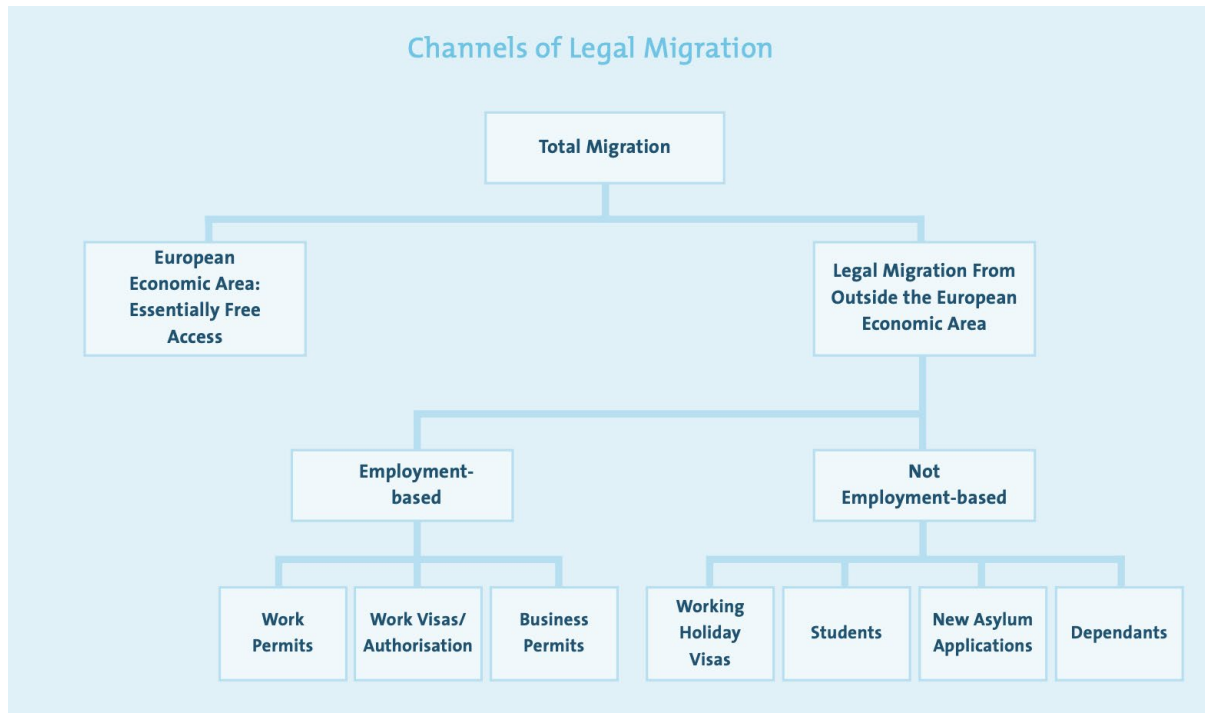 Channels of Legal Migration
Total Migration
European
Economic Area:
Essentially Free
Access
Legal Migration From
Outside the European
Economic Area
Employment-
based
Not
Employment-based
Work
Permits
Work Visas/
Authorisation
Business
Permits
Working
Holiday
Visas
Students
New Asylum
Applications
Dependants